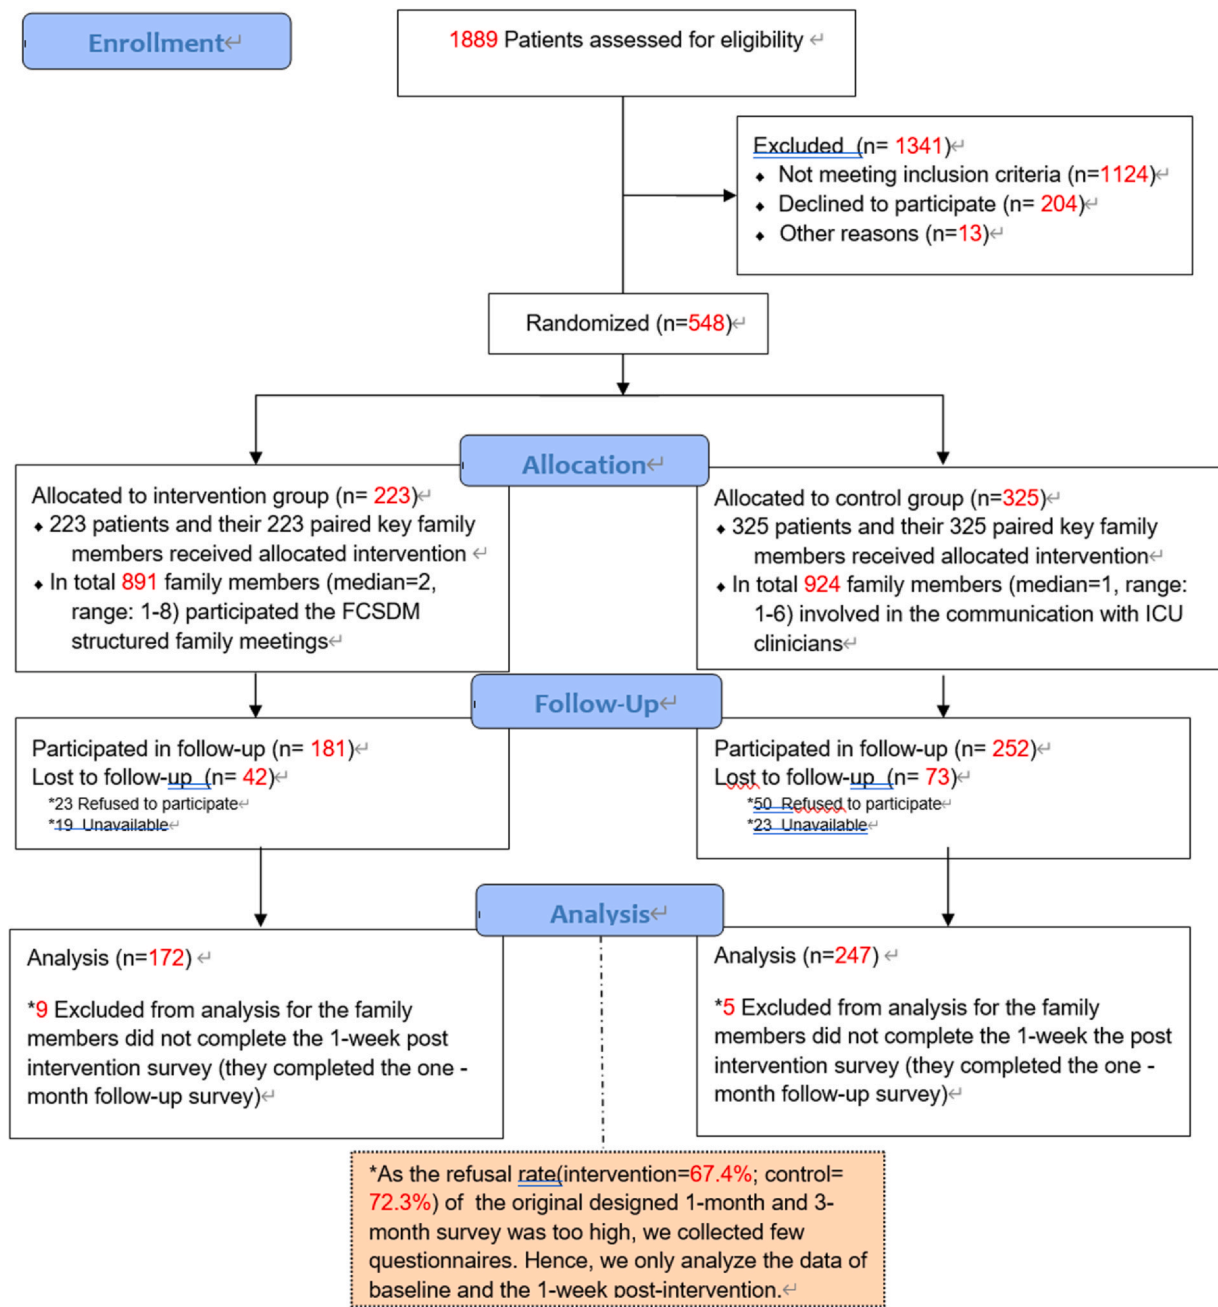 Enrollment
1889 Patients assessed for eligibility
Excluded (n= 1341)
Not meeting inclusion criteria (n=1124)
Declined to participate (n= 204)
Other reasons (n=13)
Randomized (n=548)
Allocation
Allocated to intervention group (n= 223)
223 patients and their 223 paired key family
members received allocated intervention
In total 891 family members (median=2,
range: 1-8) participated the FCSDM
structured family meetings
Allocated to control group (n=325)
325 patients and their 325 paired key family
members received allocated intervention
In total 924 family members (median=1, range:
1-6) involved in the communication with ICU
clinicians
Follow-Up
Participated in follow-up (n= 181)
Lost to follow-up (n= 42)
*23 Refused to participate
*19 Unavailable
Participated in follow-up (n= 252)
Lost to follow-up (n= 73)
*50 Refused to participate
*23 Unavailable
Analysis
Analysis (n=172)
*9 Excluded from analysis for the family
members did not complete the 1-week post
intervention survey (they completed the one -
month follow-up survey)
Analysis (n=247)
*5 Excluded from analysis for the family
members did not complete the 1-week the post
intervention survey (they completed the one -
month follow-up survey)
*As the refusal rate(intervention=67.4%; control=
72.3%) of the original designed 1-month and 3-
month survey was too high, we collected few
questionnaires. Hence, we only analyze the data of
baseline and the 1-week post-intervention.